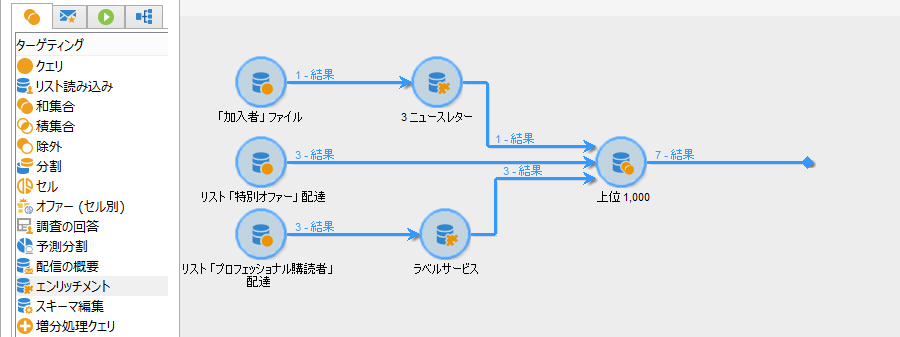 ターゲティング
クエリ
リスト読み込み
和集合
積集合
除外
分割
セル
オファー (セル別)
調査の回答
予測分割
配信の概要
エンリッチメント
スキーマ編集
増分処理クエリ
1 - 結果
「加入者」ファイル
3 ニュースレター
1 - 結果
3 - 結果
リスト「特別オファー」配達
3 - 結果
7 - 結果
上位 1,000
3 - 結果
リスト「プロフェッショナル購読者」
配達
ラベルサービス